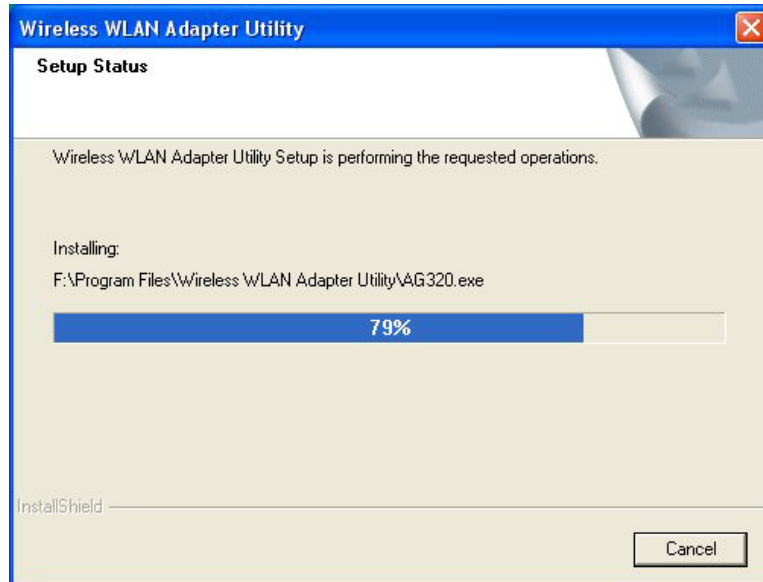 Wireless WLAN Adapter Utility
Setup Status
Wireless WLAN Adapter Utility Setup is performing the requested operations.
Installing:
F:\Program Files\Wireless WLAN Adapter Utility\AG320.exe
79%
InstallShield
Cancel